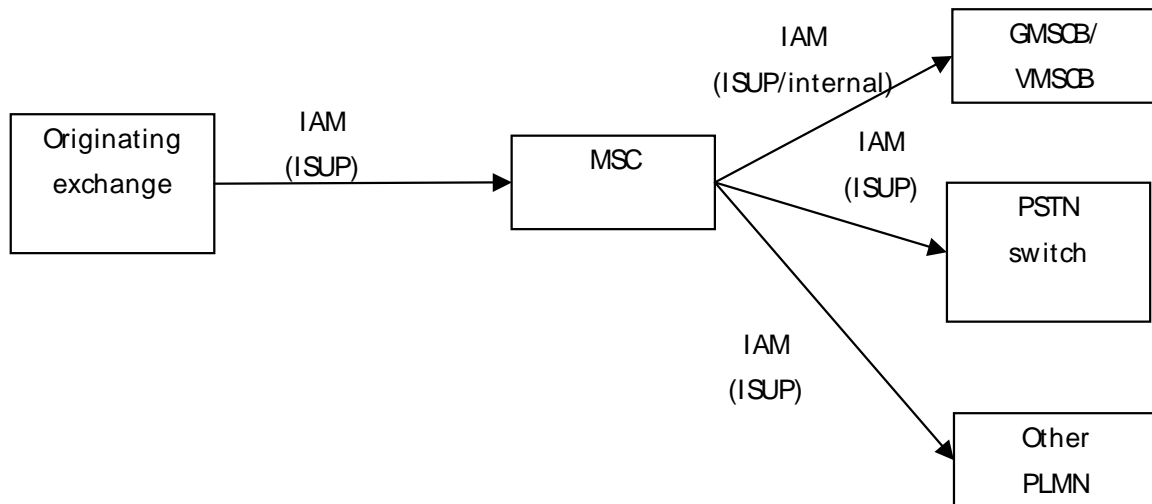 Originating
exchange
IAM
(ISUP)
MSC
IAM
(ISUP/internal)
GMSCB/
VMSCB
IAM
(ISUP)
PSTN
switch
IAM
(ISUP)
Other
PLMN